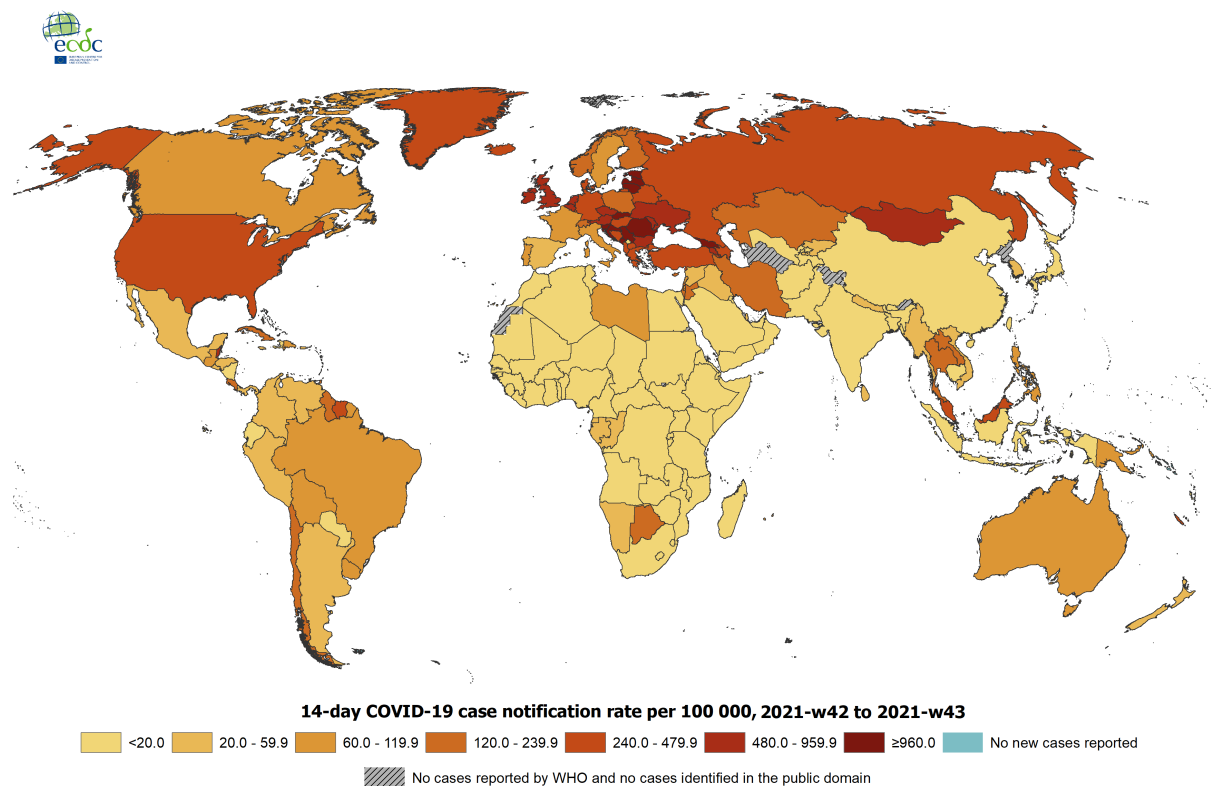 ecdc
14-day COVID-19 case notification rate per 100 000, 2021-w42 to 2021-w43
<20.0 20.0 - 59.9 60.0 - 119.9 120.0 - 239.9 240.0 - 479.9 480.0 - 959.9 ≥960.0 No new cases reported
No cases reported by WHO and no cases identified in the public domain